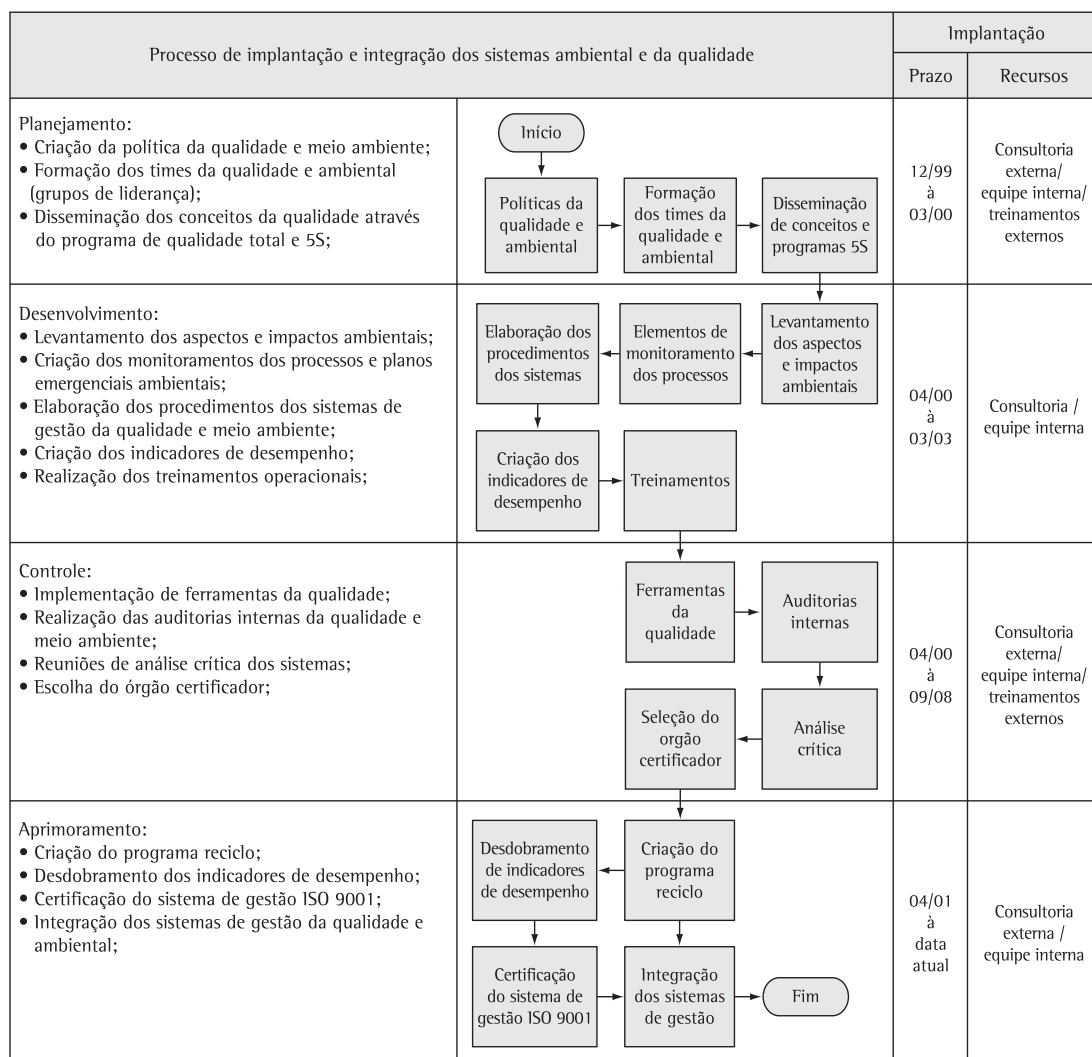 Processo de implantação e integração dos sistemas ambiental e da qualidade
Implantação
Prazo
Recursos
Planejamento:
• Criação da política da qualidade e meio ambiente;
• Formação dos times da qualidade e ambiental
(grupos de liderança);
• Disseminação dos conceitos da qualidade através
do programa de qualidade total e 5S;
Início
Políticas da
qualidade e
ambiental
Formação
dos times da
qualidade e
ambiental
Disseminação
de conceitos e
programas 5S
12/99
à
03/00
Consultoria
externa/
equipe interna/
treinamentos
externos
Desenvolvimento:
• Levantamento dos aspectos e impactos ambientais;
• Criação dos monitoramentos dos processos e planos
emergenciais ambientais;
• Elaboração dos procedimentos dos sistemas de
gestão da qualidade e meio ambiente;
• Criação dos indicadores de desempenho;
• Realização dos treinamentos operacionais;
Elaboração dos
procedimentos
dos sistemas
Elementos de
monitoramento
dos processos
Levantamento
dos aspectos
e impactos
ambientais
Criação dos
indicadores de
desempenho
Treinamentos
04/00
à
03/03
Consultoria /
equipe interna
Controle:
• Implementação de ferramentas da qualidade;
• Realização das auditorias internas da qualidade e
meio ambiente;
• Reuniões de análise crítica dos sistemas;
• Escolha do órgão certificador;
Ferramentas
da
qualidade
Auditorias
internas
Seleção do
orgão
certificador
Análise
crítica
04/00
à
09/08
Consultoria
externa/
equipe interna/
treinamentos
externos
Aprimoramento:
• Criação do programa reciclo;
• Desdobramento dos indicadores de desempenho;
• Certificação do sistema de gestão ISO 9001;
• Integração dos sistemas de gestão da qualidade e
ambiental;
Desdobramento
de indicadores
de desempenho
Criação do
programa
reciclo
Certificação
do sistema de
gestão ISO 9001
Integração
dos sistemas
de gestão
Fim
04/01
à
data
atual
Consultoria
externa /
equipe interna